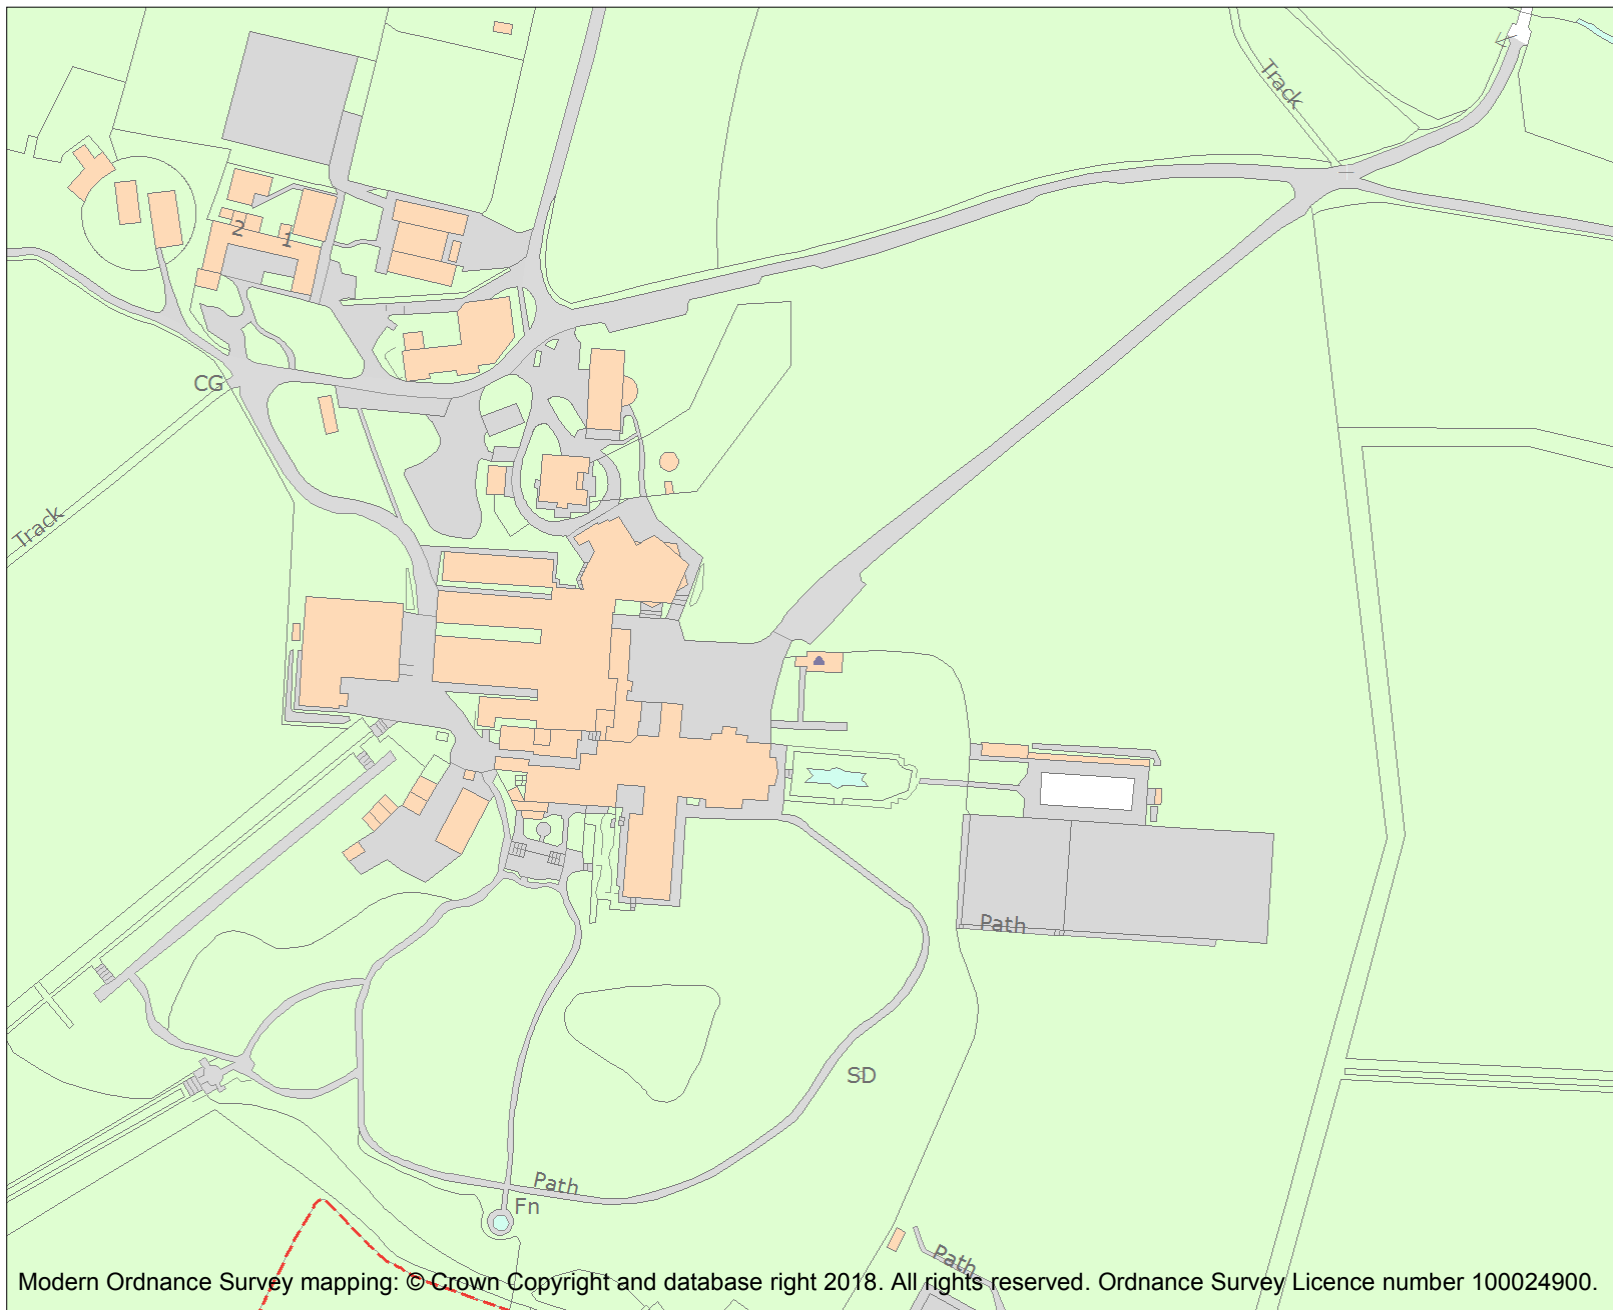 Track
2
1
CG
Track
Path
SD
Path
Fn
Path
Modern Ordnance Survey mapping: © Crown Copyright and database right 2018. All rights reserved. Ordnance Survey Licence number 100024900.